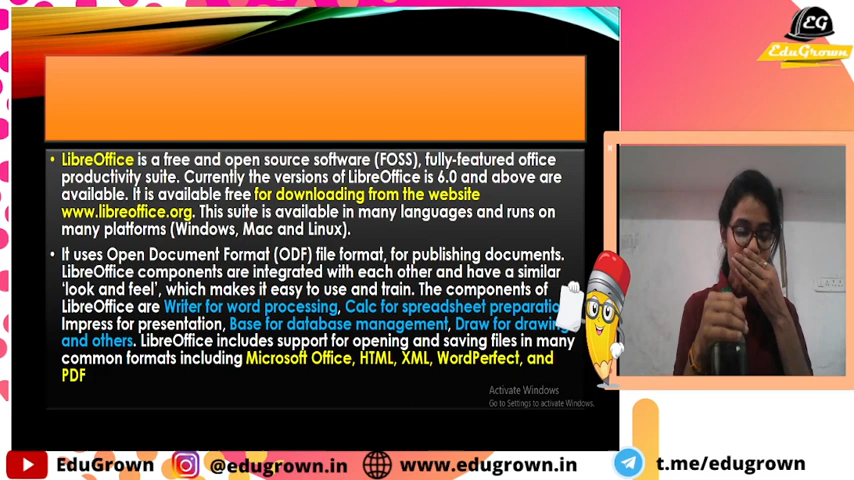 EG
EduGrown
• LibreOffice is a free and open source software (FOSS), fully-featured office
productivity suite. Currently the versions of LibreOffice is 6.0 and above are
available. It is available free for downloading from the website
www.libreoffice.org. This suite is available in many languages and runs on
many platforms (Windows, Mac and Linux).
• It uses Open Document Format (ODF) file format, for publishing documents.
LibreOffice components are integrated with each other and have a similar
‘look and feel’, which makes it easy to use and train. The components of
LibreOffice are Writer for word processing, Calc for spreadsheet preparatio
Impress for presentation, Base for database management, Draw for drawing
and others. LibreOffice includes support for opening and saving files in many
common formats including Microsoft Office, HTML, XML, WordPerfect, and
PDF
Activate Windows
Go to Settings to activate Windows.
EduGrown @edugrown.in www.edugrown.in t.me/edugrown